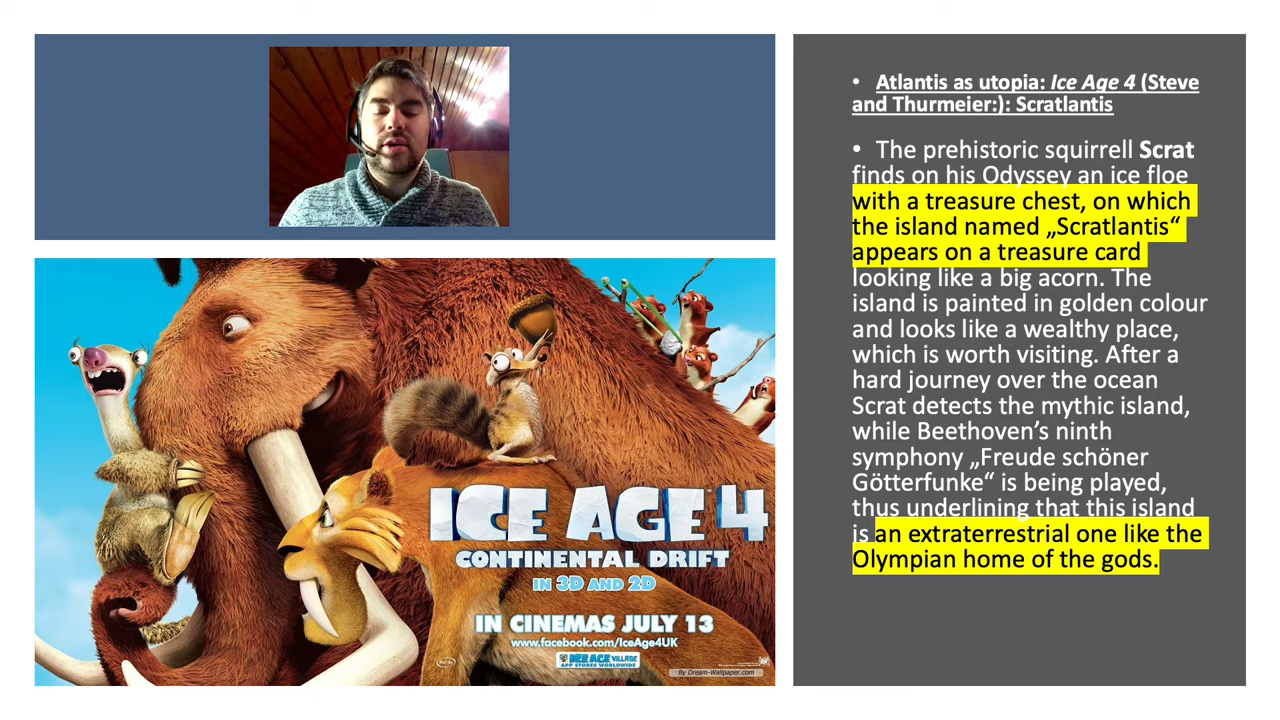 • Atlantis as utopia: Ice Age 4 (Steve
and Thurmeier:): Scratlantis
• The prehistoric squirrell Scrat
finds on his Odyssey an ice floe
with a treasure chest, on which
the island named „Scratlantis“
appears on a treasure card
looking like a big acorn. The
island is painted in golden colour
and looks like a wealthy place,
which is worth visiting. After a
hard journey over the ocean
Scrat detects the mythic island,
while Beethoven’s ninth
symphony „Freude schöner
Götterfunke“ is being played,
thus underlining that this island
is an extraterrestrial one like the
Olympian home of the gods.
ICE AGE 4
CONTINENTAL DRIFT
IN 3D AND 2D
IN CINEMAS JULY 13
www.facebook.com/IceAge4UK
ICE AGE VILLAGE
APP STORES WORLDWIDE
By Dream-Wallpaper.com